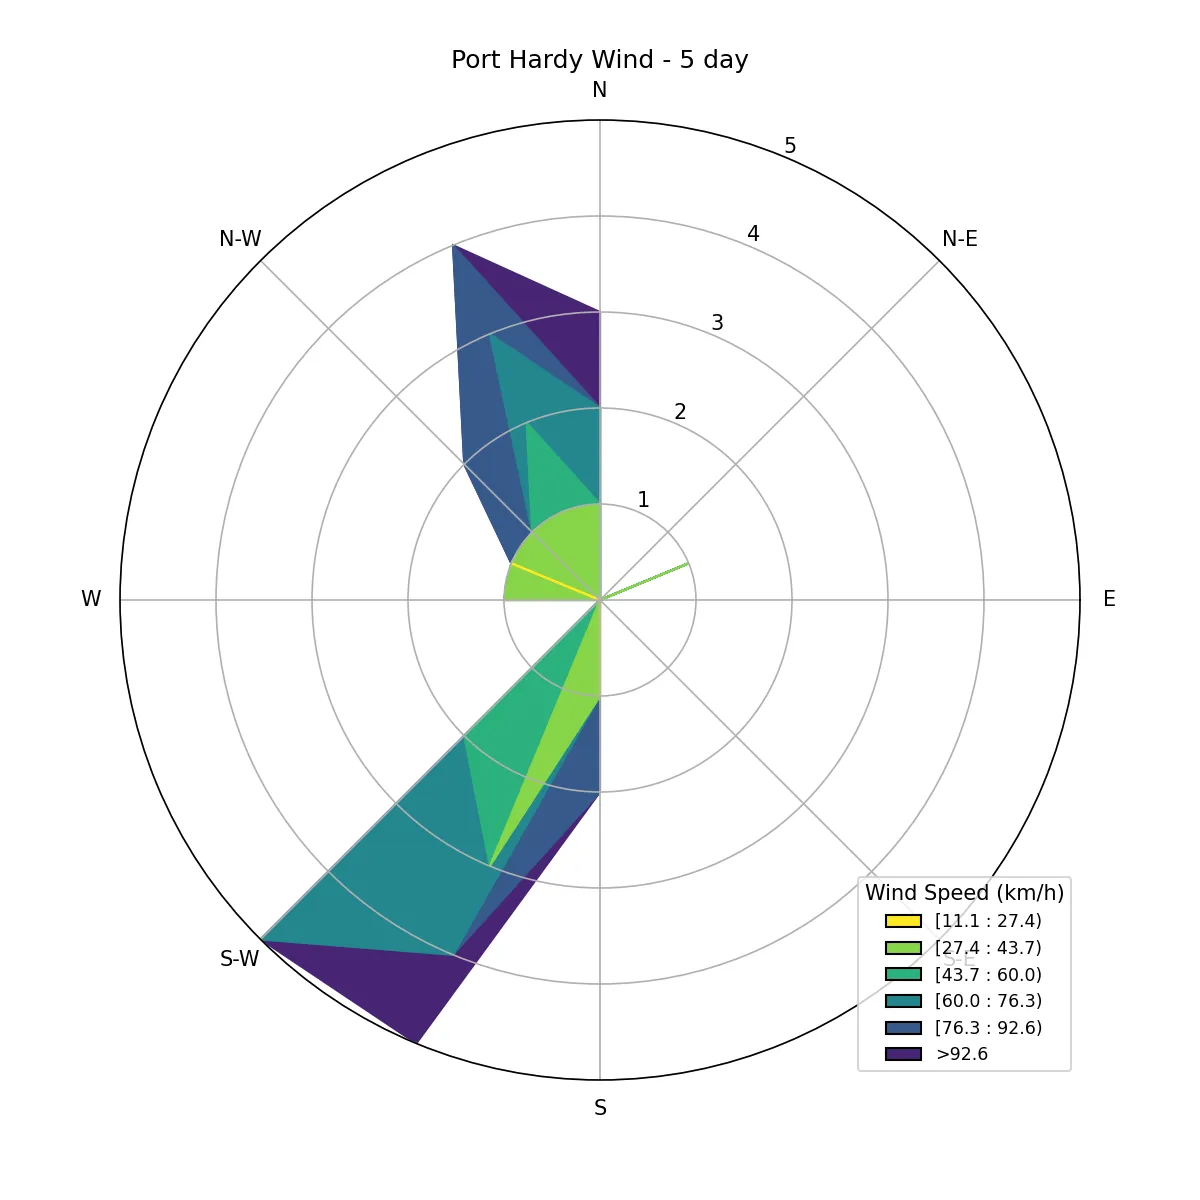 Port Hardy Wind - 5 day
N
5
N-W
4
N-E
3
2
1
W
E
S-W
S-E
S
Wind Speed (km/h)
[11.1 : 27.4)
[27.4 : 43.7)
[43.7 : 60.0)
[60.0 : 76.3)
[76.3 : 92.6)
>92.6